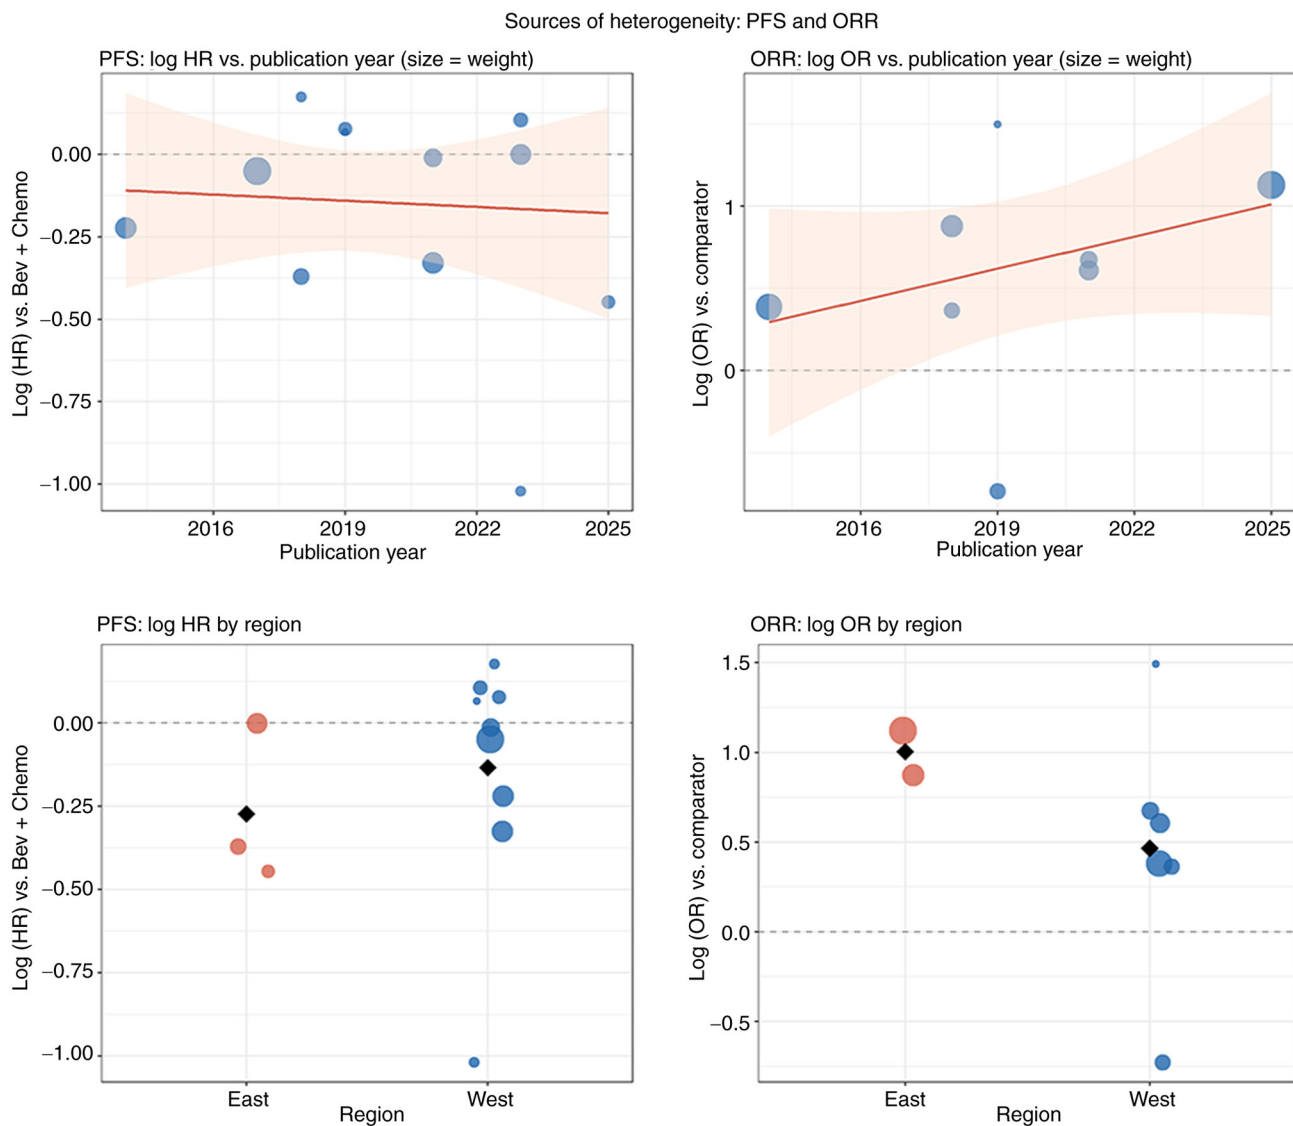 Sources of heterogeneity: PFS and ORR
PFS: log HR vs. publication year (size = weight)
Log (HR) vs. Bev + Chemo
0.00
−0.25
−0.50
−0.75
−1.00
2016
2019
2022
2025
Publication year
ORR: log OR vs. publication year (size = weight)
Log (OR) vs. comparator
1
0
2016
2019
2022
2025
Publication year
PFS: log HR by region
Log (HR) vs. Bev + Chemo
0.00
−0.25
−0.50
−0.75
−1.00
East
West
Region
ORR: log OR by region
Log (OR) vs. comparator
1.5
1.0
0.5
0.0
−0.5
East
West
Region